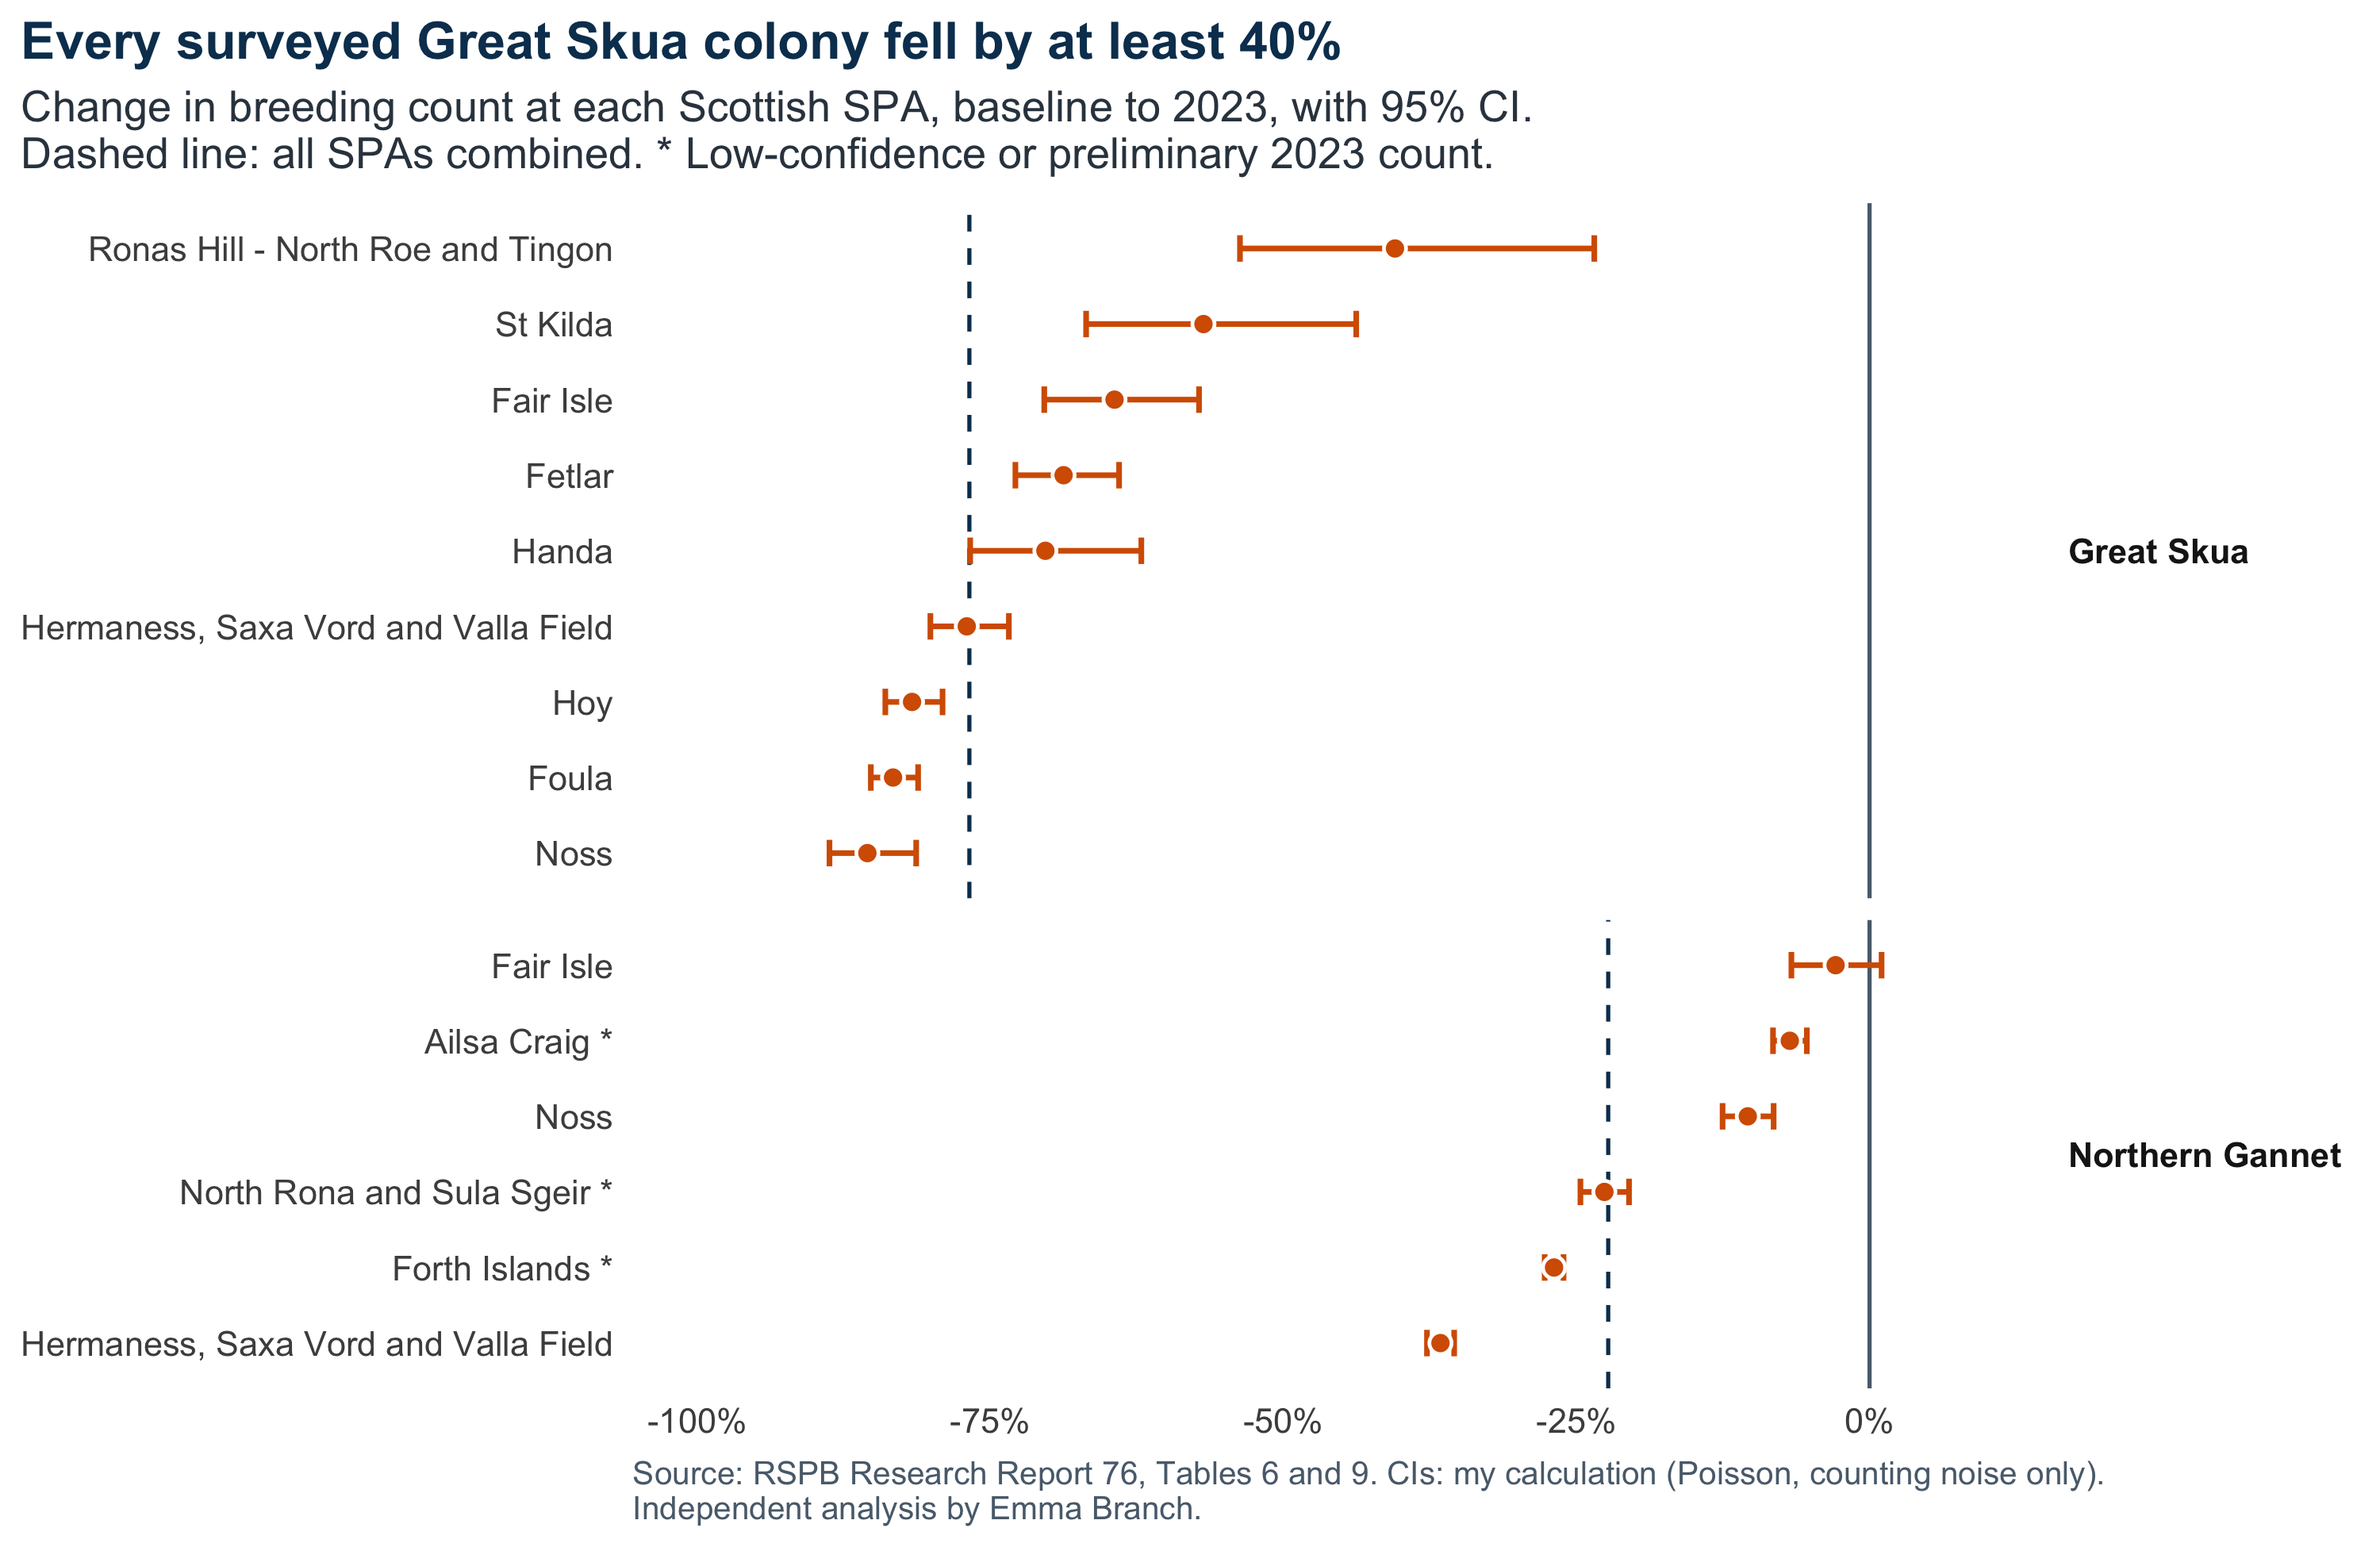 Every surveyed Great Skua colony fell by at least 40%
Change in breeding count at each Scottish SPA, baseline to 2023, with 95% CI.
Dashed line: all SPAs combined. * Low-confidence or preliminary 2023 count.
Ronas Hill - North Roe and Tingon
St Kilda
Fair Isle
Fetlar
Handa
Great Skua
Hermaness, Saxa Vord and Valla Field
Hoy
Foula
Noss
Fair Isle
Ailsa Craig *
Noss
Northern Gannet
North Rona and Sula Sgeir *
Forth Islands *
Hermaness, Saxa Vord and Valla Field
-100% -75% -50% -25% 0%
Source: RSPB Research Report 76, Tables 6 and 9. CIs: my calculation (Poisson, counting noise only).
Independent analysis by Emma Branch.